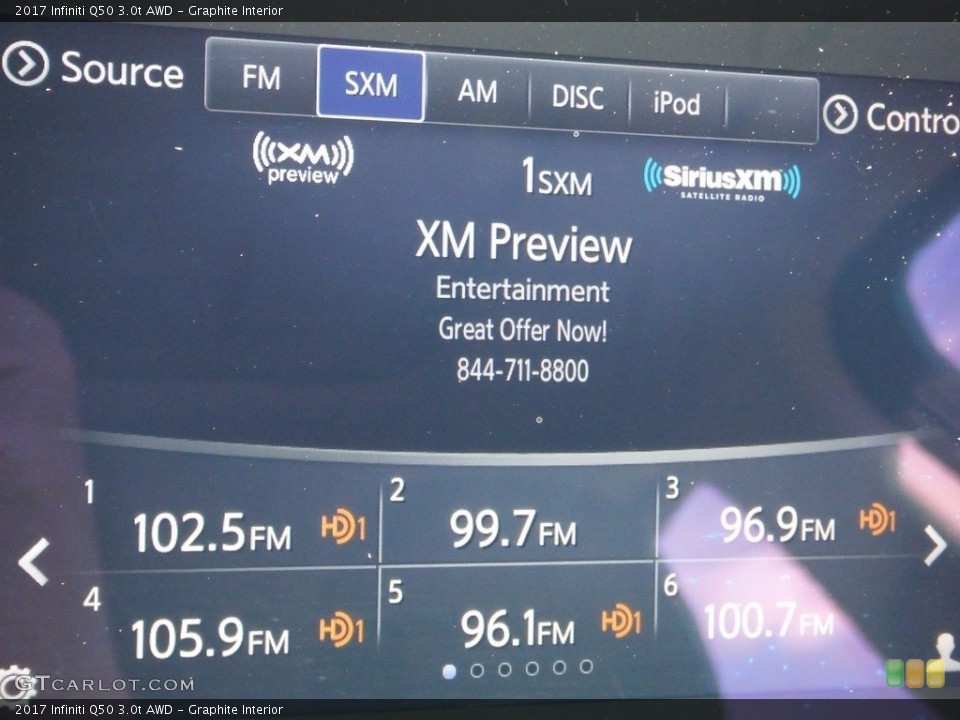 2017 Infiniti Q50 3.0t AWD - Graphite Interior
Source FM SXM AM DISC iPod Contro
((XM)) preview
1SXM
SiriusXM
SATELLITE RADIO
XM Preview
Entertainment
Great Offer Now!
844-711-8800
1 102.5FM HD1
2 99.7FM
3 96.9FM HD1
4 105.9FM HD1
5 96.1FM HD1
6 100.7FM
GTCARLOT.COM
2017 Infiniti Q50 3.0t AWD - Graphite Interior